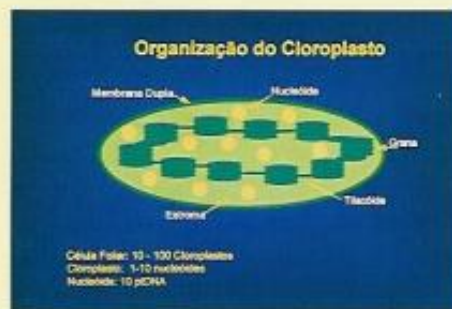 Organização do Cloroplasto
Membrana Dupla
Nucleóide
Grana
Tilacóide
Estroma
Célula Foliar: 10 - 100 Cloroplastos
Cloroplasto: 1-10 nucleóides
Nucleóide: 10 ptDNA